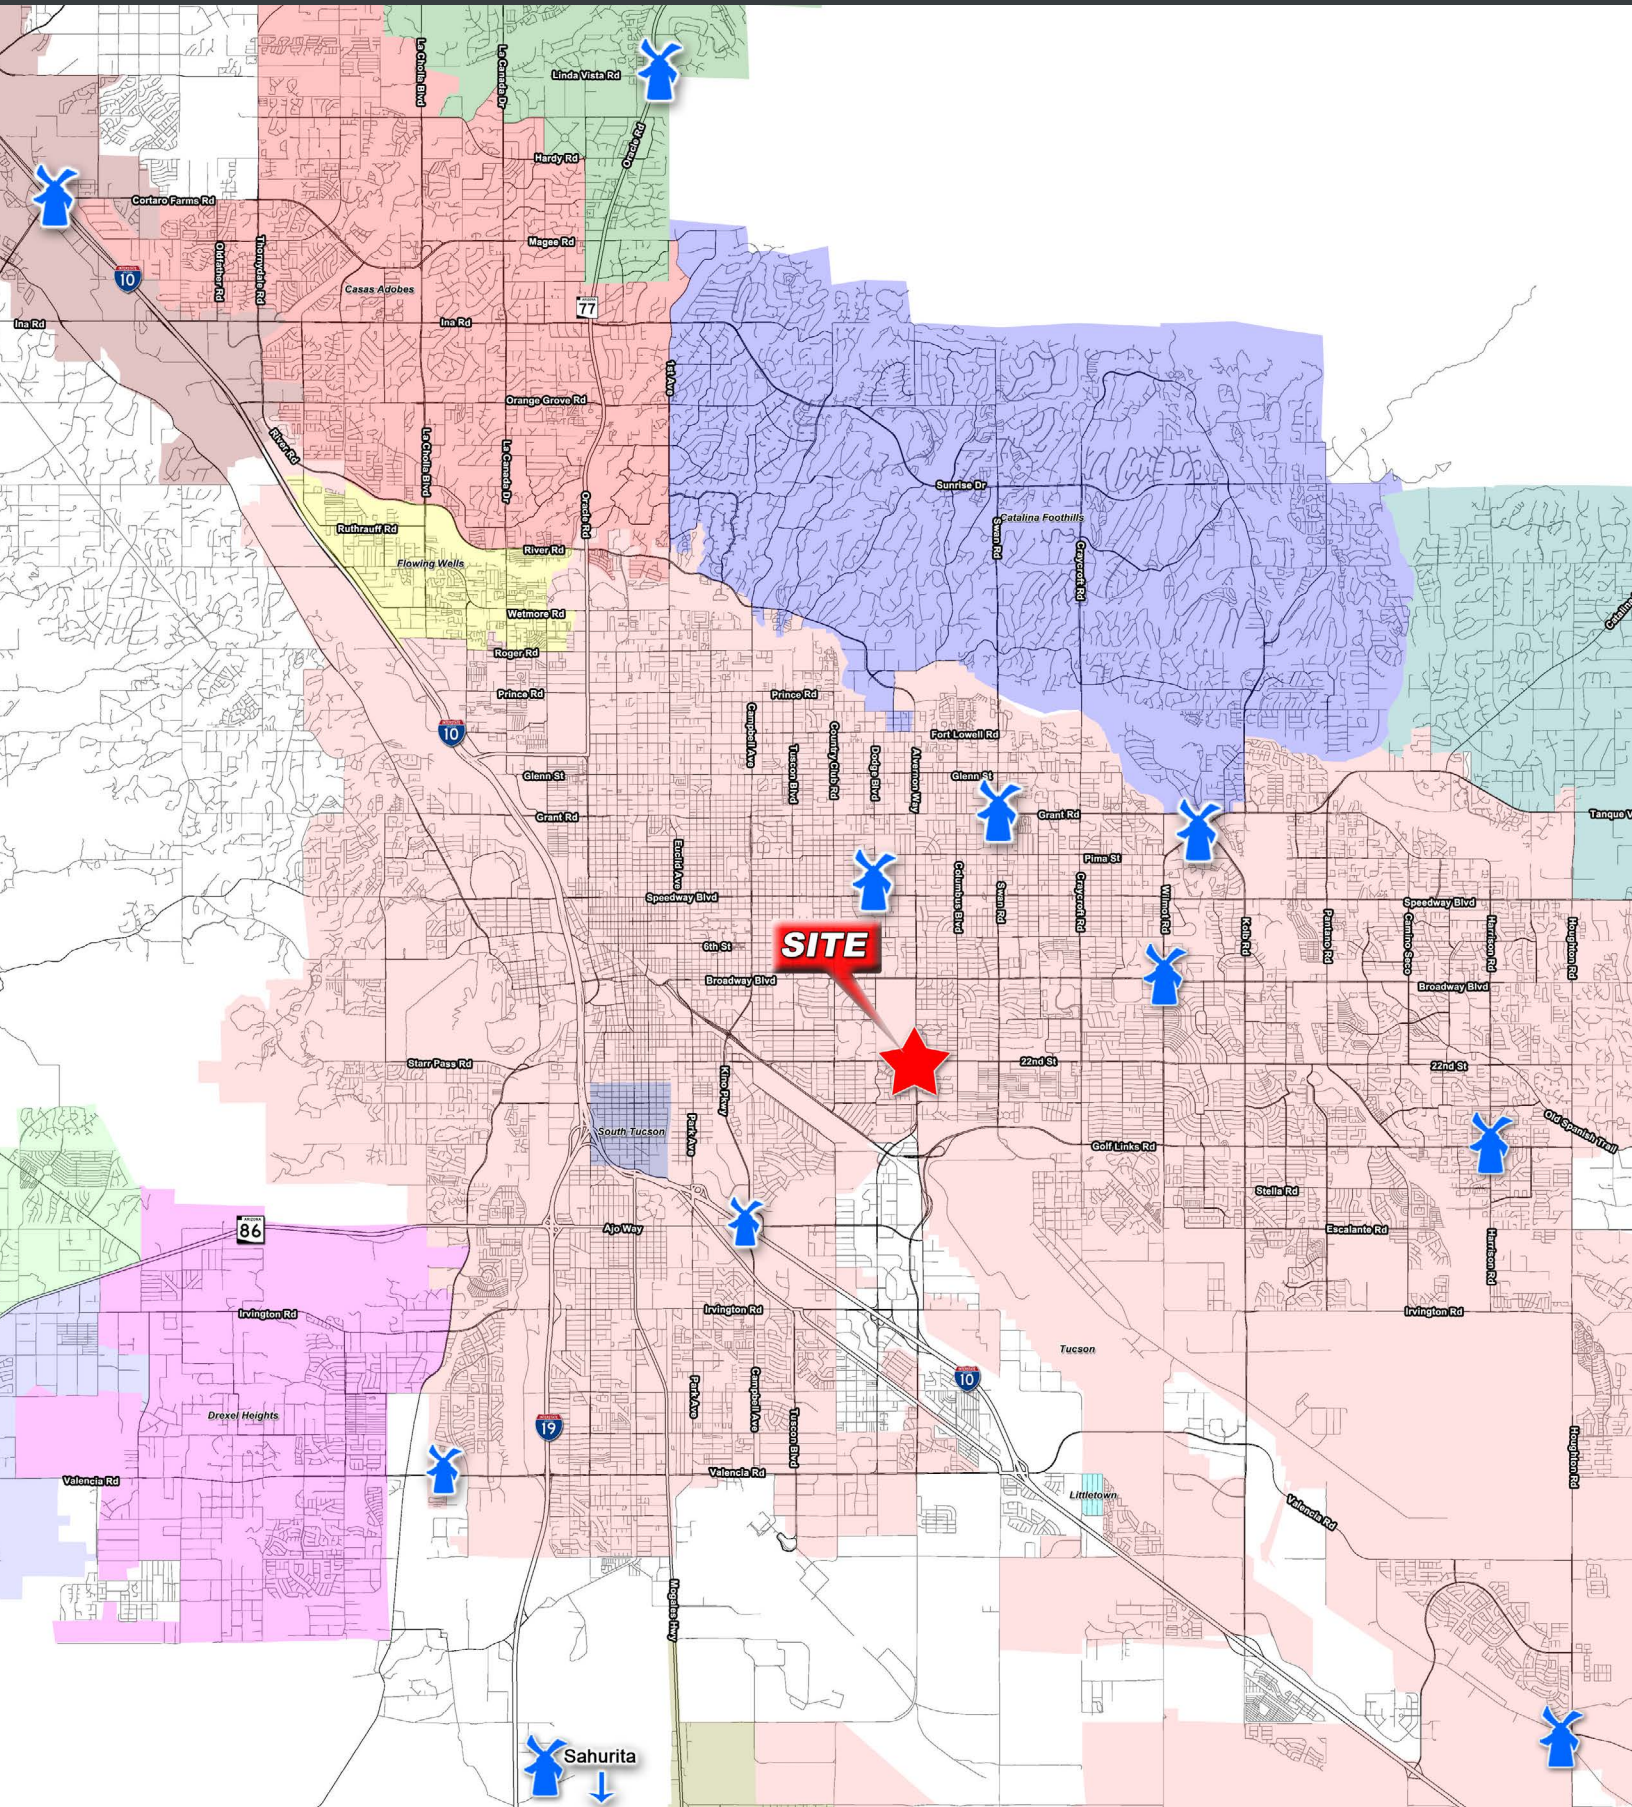 La Cholla Blvd
La Canada Dr
Linda Vista Rd
Oracle Rd
Hardy Rd
Cortaro Farms Rd
Magee Rd
Oldfather Rd
Thornydale Rd
INTERSTATE
10
Casas Adobes
ARIZONA
77
Ina Rd
Ina Rd
1st Ave
Orange Grove Rd
River Rd
La Cholla Blvd
La Canada Dr
Oracle Rd
Sunrise Dr
Catalina Foothills
Swan Rd
Craycroft Rd
Ruthrauff Rd
River Rd
Flowing Wells
Wetmore Rd
Catalina
Roger Rd
Prince Rd
Prince Rd
INTERSTATE
10
Campbell Ave
Tuscon Blvd
Country Club Rd
Dodge Blvd
Alvernon Way
Fort Lowell Rd
Glenn St
Glenn St
Grant Rd
Grant Rd
Tanque V
Euclid Ave
Pima St
Speedway Blvd
Columbus Blvd
Swan Rd
Craycroft Rd
Wilmot Rd
Kolb Rd
Pantano Rd
Speedway Blvd
Camino Seco
Harrison Rd
Houghton Rd
SITE
6th St
Broadway Blvd
Broadway Blvd
Starr Pass Rd
22nd St
22nd St
Kino Pkwy
Park Ave
South Tucson
Golf Links Rd
Old Spanish Trail
Stella Rd
ARIZONA
86
Ajo Way
Escalante Rd
Harrison Rd
Irvington Rd
Irvington Rd
Irvington Rd
Tucson
INTERSTATE
10
Park Ave
Campbell Ave
Tuscon Blvd
Drexel Heights
INTERSTATE
19
Houghton Rd
Valencia Rd
Valencia Rd
Littletown
Valencia Rd
Nogales Hwy
Sahurita